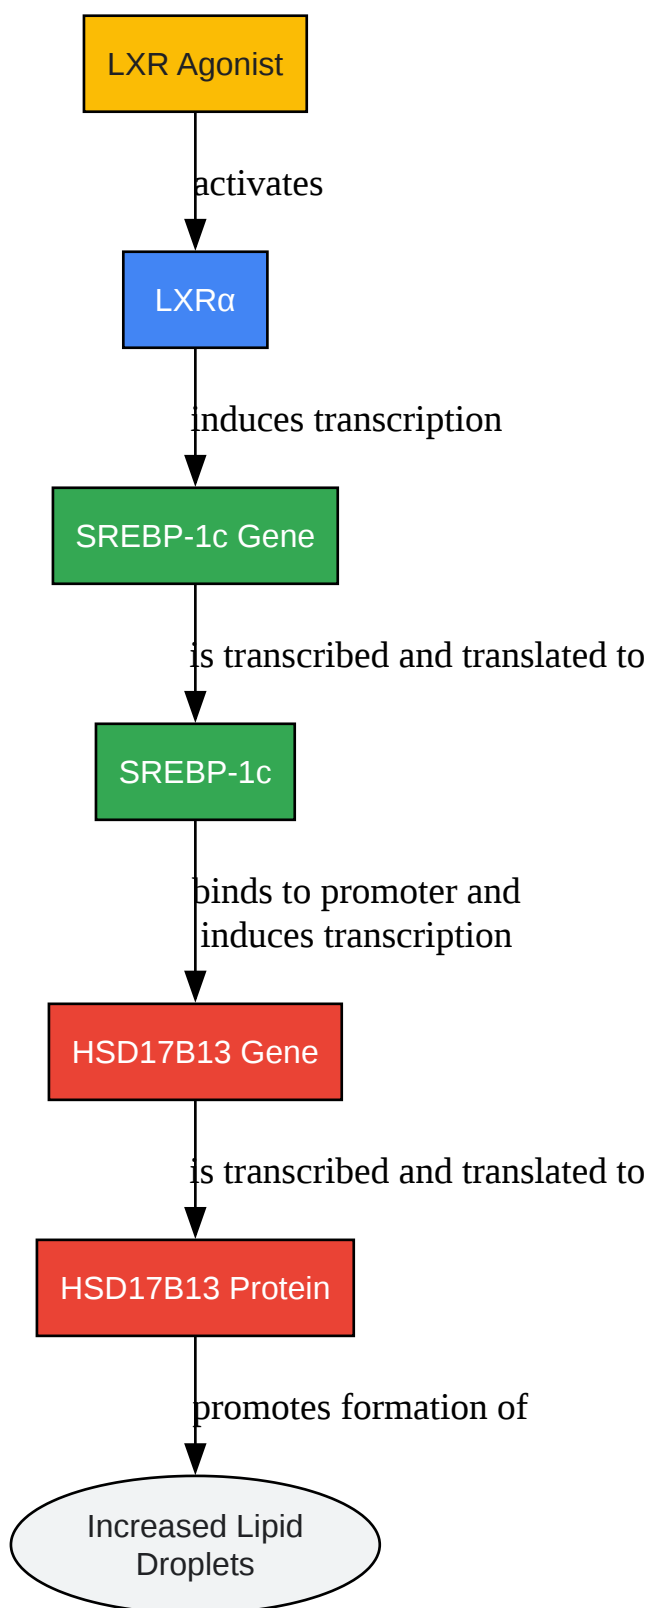 LXR Agonist
activates
LXRα
induces transcription
SREBP-1c Gene
is transcribed and translated to
SREBP-1c
binds to promoter and
induces transcription
HSD17B13 Gene
is transcribed and translated to
HSD17B13 Protein
promotes formation of
Increased Lipid
Droplets